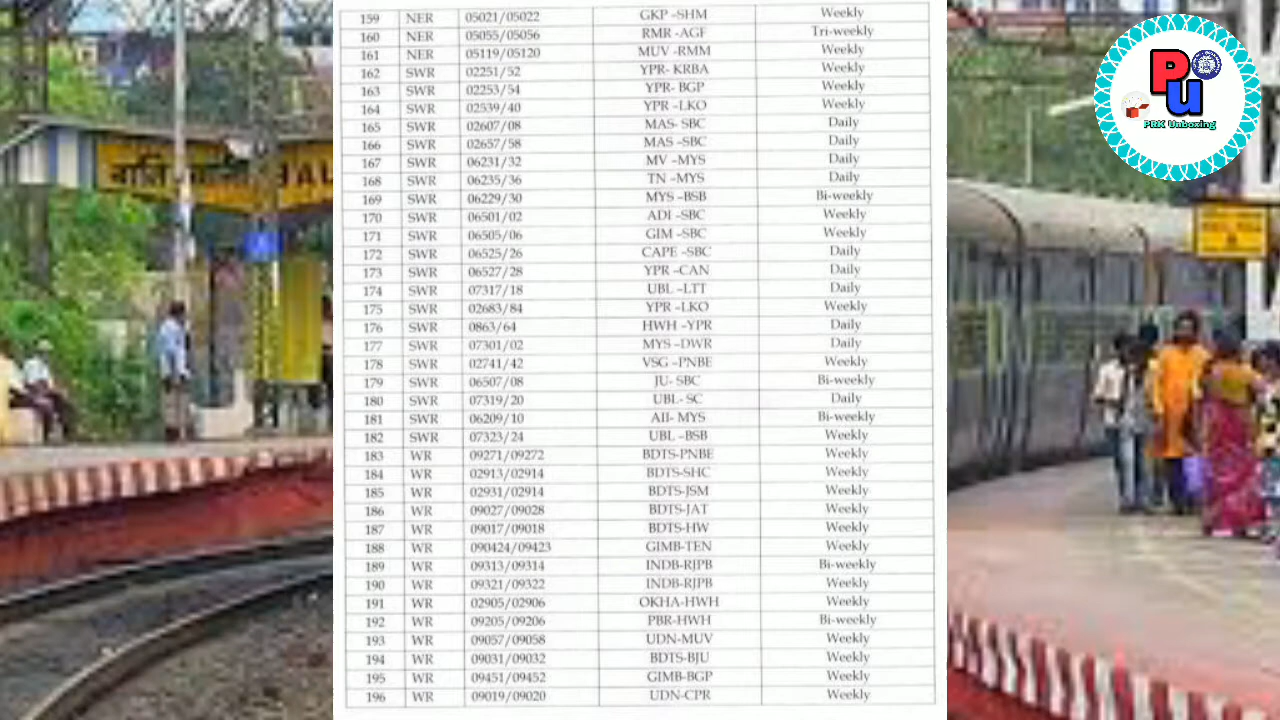 159 NER 05021/05022 GKP -SHM Weekly
160 NER 05055/05056 RMR -AGF Tri-weekly
161 NER 05119/05120 MUV -RMM Weekly
162 SWR 02251/52 YPR- KRBA Weekly
163 SWR 02253/54 YPR- BGP Weekly
164 SWR 02539/40 YPR -LKO Weekly
165 SWR 02607/08 MAS- SBC Daily
166 SWR 02657/58 MAS -SBC Daily
167 SWR 06231/32 MV -MYS Daily
168 SWR 06235/36 TN -MYS Daily
169 SWR 06229/30 MYS -BSB Bi-weekly
170 SWR 06501/02 ADI -SBC Weekly
171 SWR 06505/06 GIM -SBC Weekly
172 SWR 06525/26 CAPE -SBC Daily
173 SWR 06527/28 YPR -CAN Daily
174 SWR 07317/18 UBL -LTT Daily
175 SWR 02683/84 YPR -LKO Weekly
176 SWR 0863/64 HWH -YPR Daily
177 SWR 07301/02 MYS -DWR Daily
178 SWR 02741/42 VSG -PNBE Weekly
179 SWR 06507/08 JU- SBC Bi-weekly
180 SWR 07319/20 UBL- SC Daily
181 SWR 06209/10 AII- MYS Bi-weekly
182 SWR 07323/24 UBL -BSB Weekly
183 WR 09271/09272 BDTS-PNBE Weekly
184 WR 02913/02914 BDTS-SHC Weekly
185 WR 02931/02914 BDTS-JSM Weekly
186 WR 09027/09028 BDTS-JAT Weekly
187 WR 09017/09018 BDTS-HW Weekly
188 WR 090424/09423 GIMB-TEN Weekly
189 WR 09313/09314 INDB-RJPB Bi-weekly
190 WR 09321/09322 INDB-RJPB Weekly
191 WR 02905/02906 OKHA-HWH Weekly
192 WR 09205/09206 PBR-HWH Bi-weekly
193 WR 09057/09058 UDN-MUV Weekly
194 WR 09031/09032 BDTS-BJU Weekly
195 WR 09451/09452 GIMB-BGP Weekly
196 WR 09019/09020 UDN-CPR Weekly
PU
PRK Unboxing